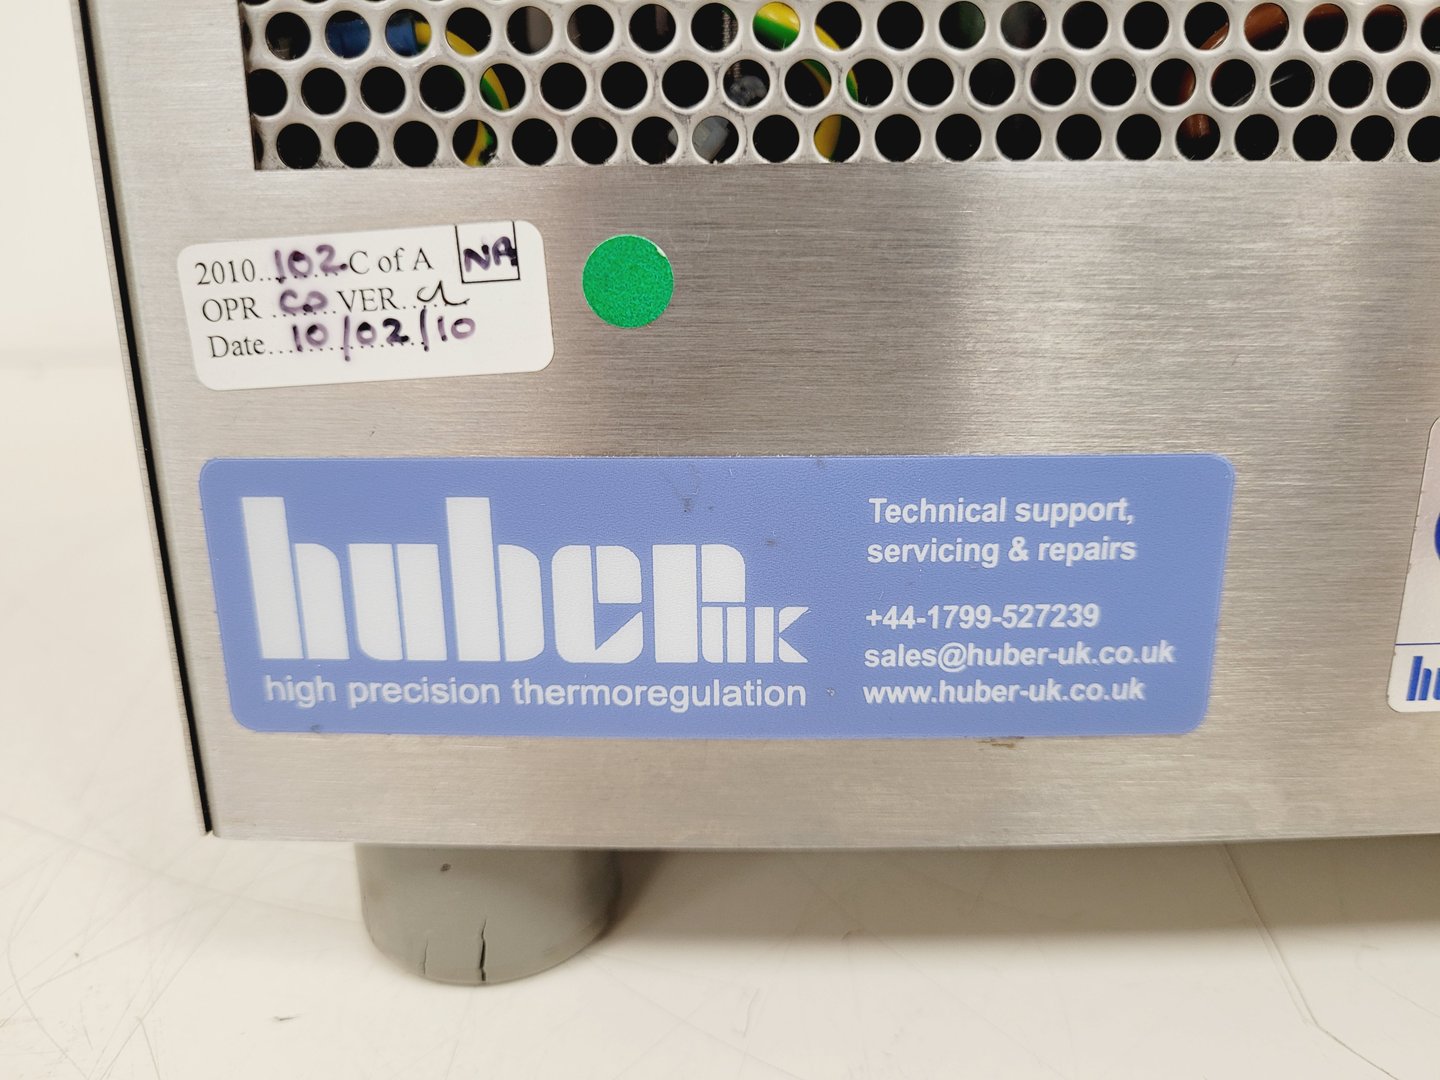 2010...102..C of A NA
OPR ..CO...VER...
Date...10/02/10
huber UK
high precision thermoregulation
Technical support,
servicing & repairs
+44-1799-527239
sales@huber-uk.co.uk
www.huber-uk.co.uk